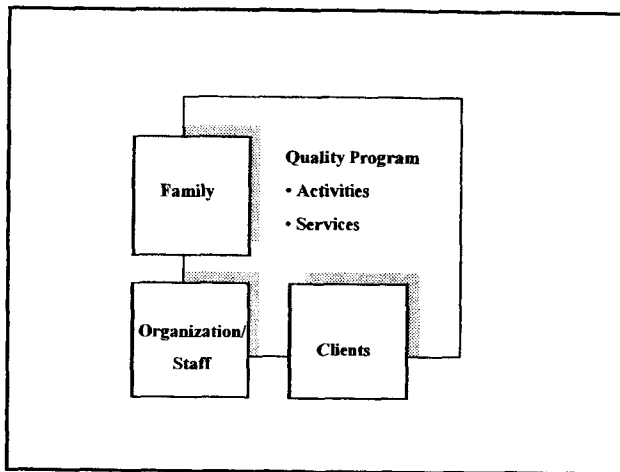 Quality Program
• Activities
• Services
Family
Organization/
Staff
Clients